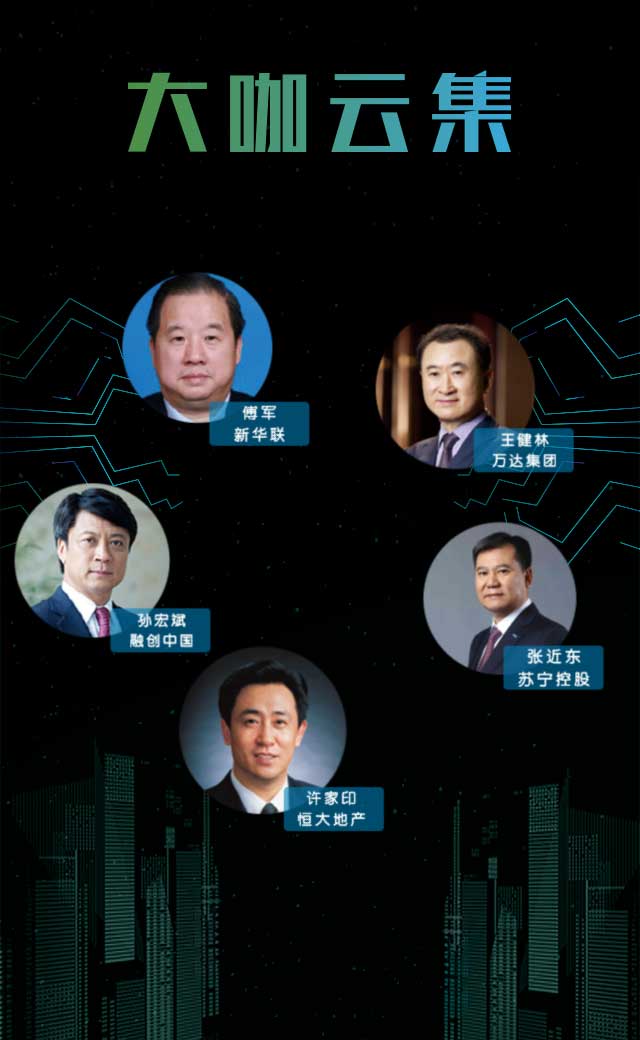 大咖云集
傅军
新华联
王健林
万达集团
孙宏斌
融创中国
张近东
苏宁控股
许家印
恒大地产